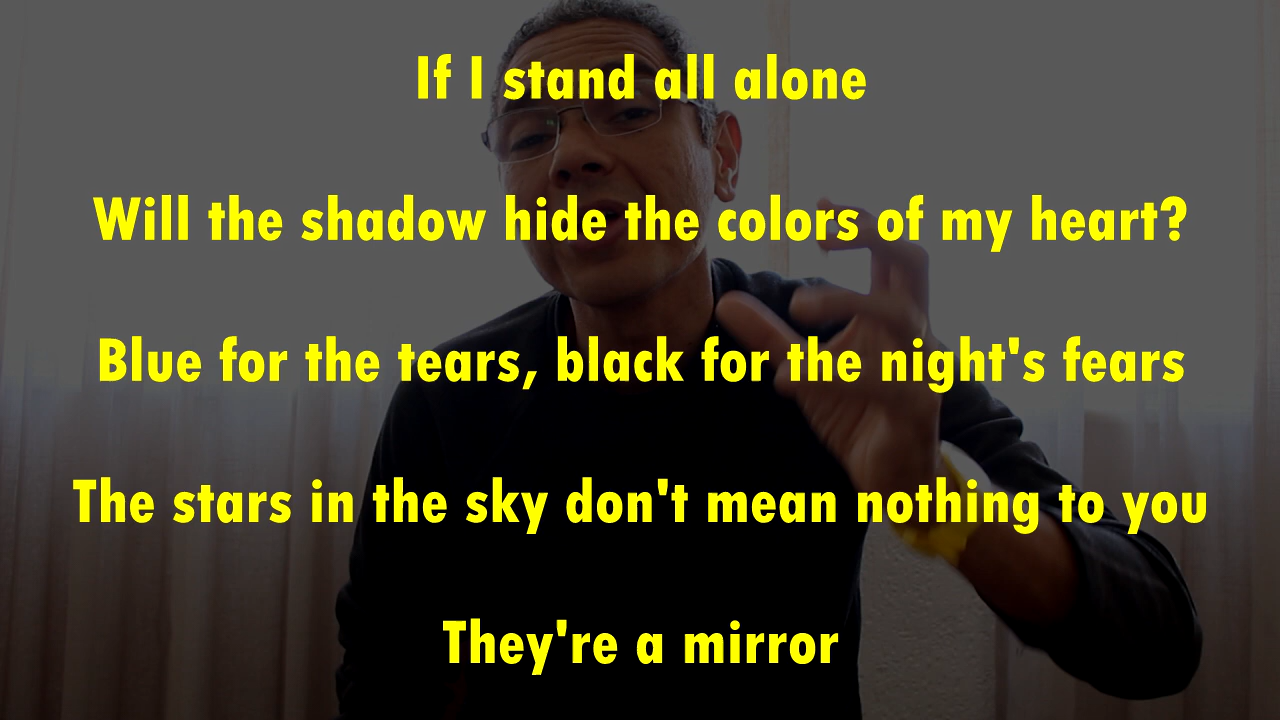 If I stand all alone
Will the shadow hide the colors of my heart?
Blue for the tears, black for the night's fears
The stars in the sky don't mean nothing to you
They're a mirror